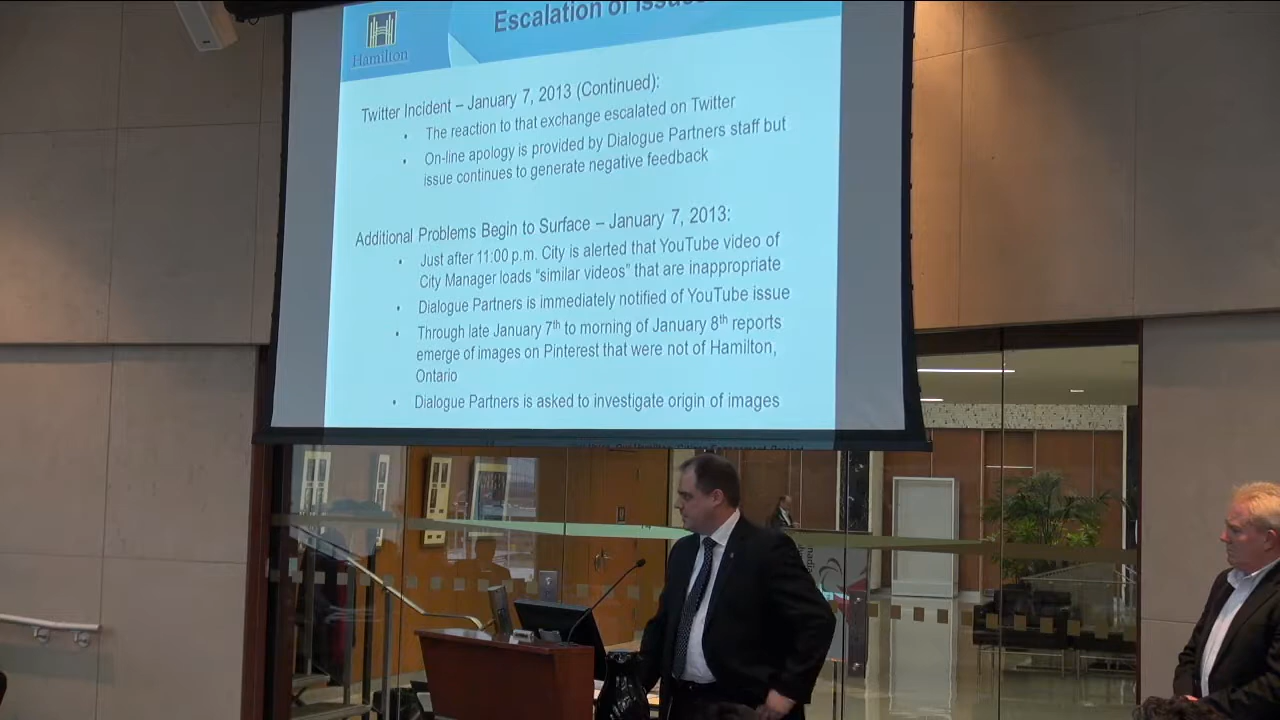 Escalation of Issues
Hamilton
Twitter Incident – January 7, 2013 (Continued):
• The reaction to that exchange escalated on Twitter
• On-line apology is provided by Dialogue Partners staff but
issue continues to generate negative feedback
Additional Problems Begin to Surface – January 7, 2013:
• Just after 11:00 p.m. City is alerted that YouTube video of
City Manager loads “similar videos” that are inappropriate
• Dialogue Partners is immediately notified of YouTube issue
• Through late January 7th to morning of January 8th reports
emerge of images on Pinterest that were not of Hamilton,
Ontario
• Dialogue Partners is asked to investigate origin of images